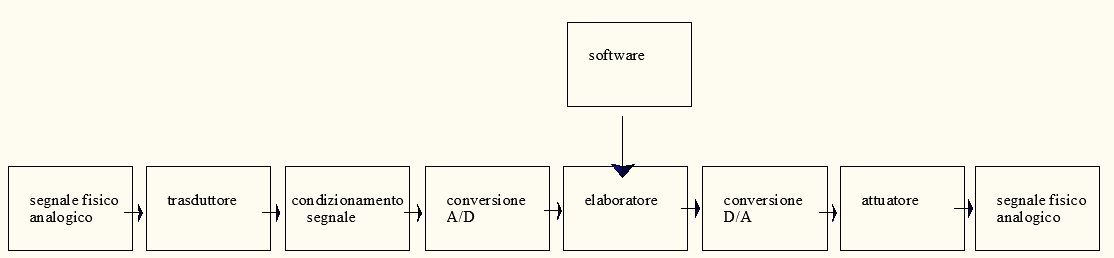 software
segnale fisico
analogico
trasduttore
condizionamento
segnale
conversione
A/D
elaboratore
conversione
D/A
attuatore
segnale fisico
analogico